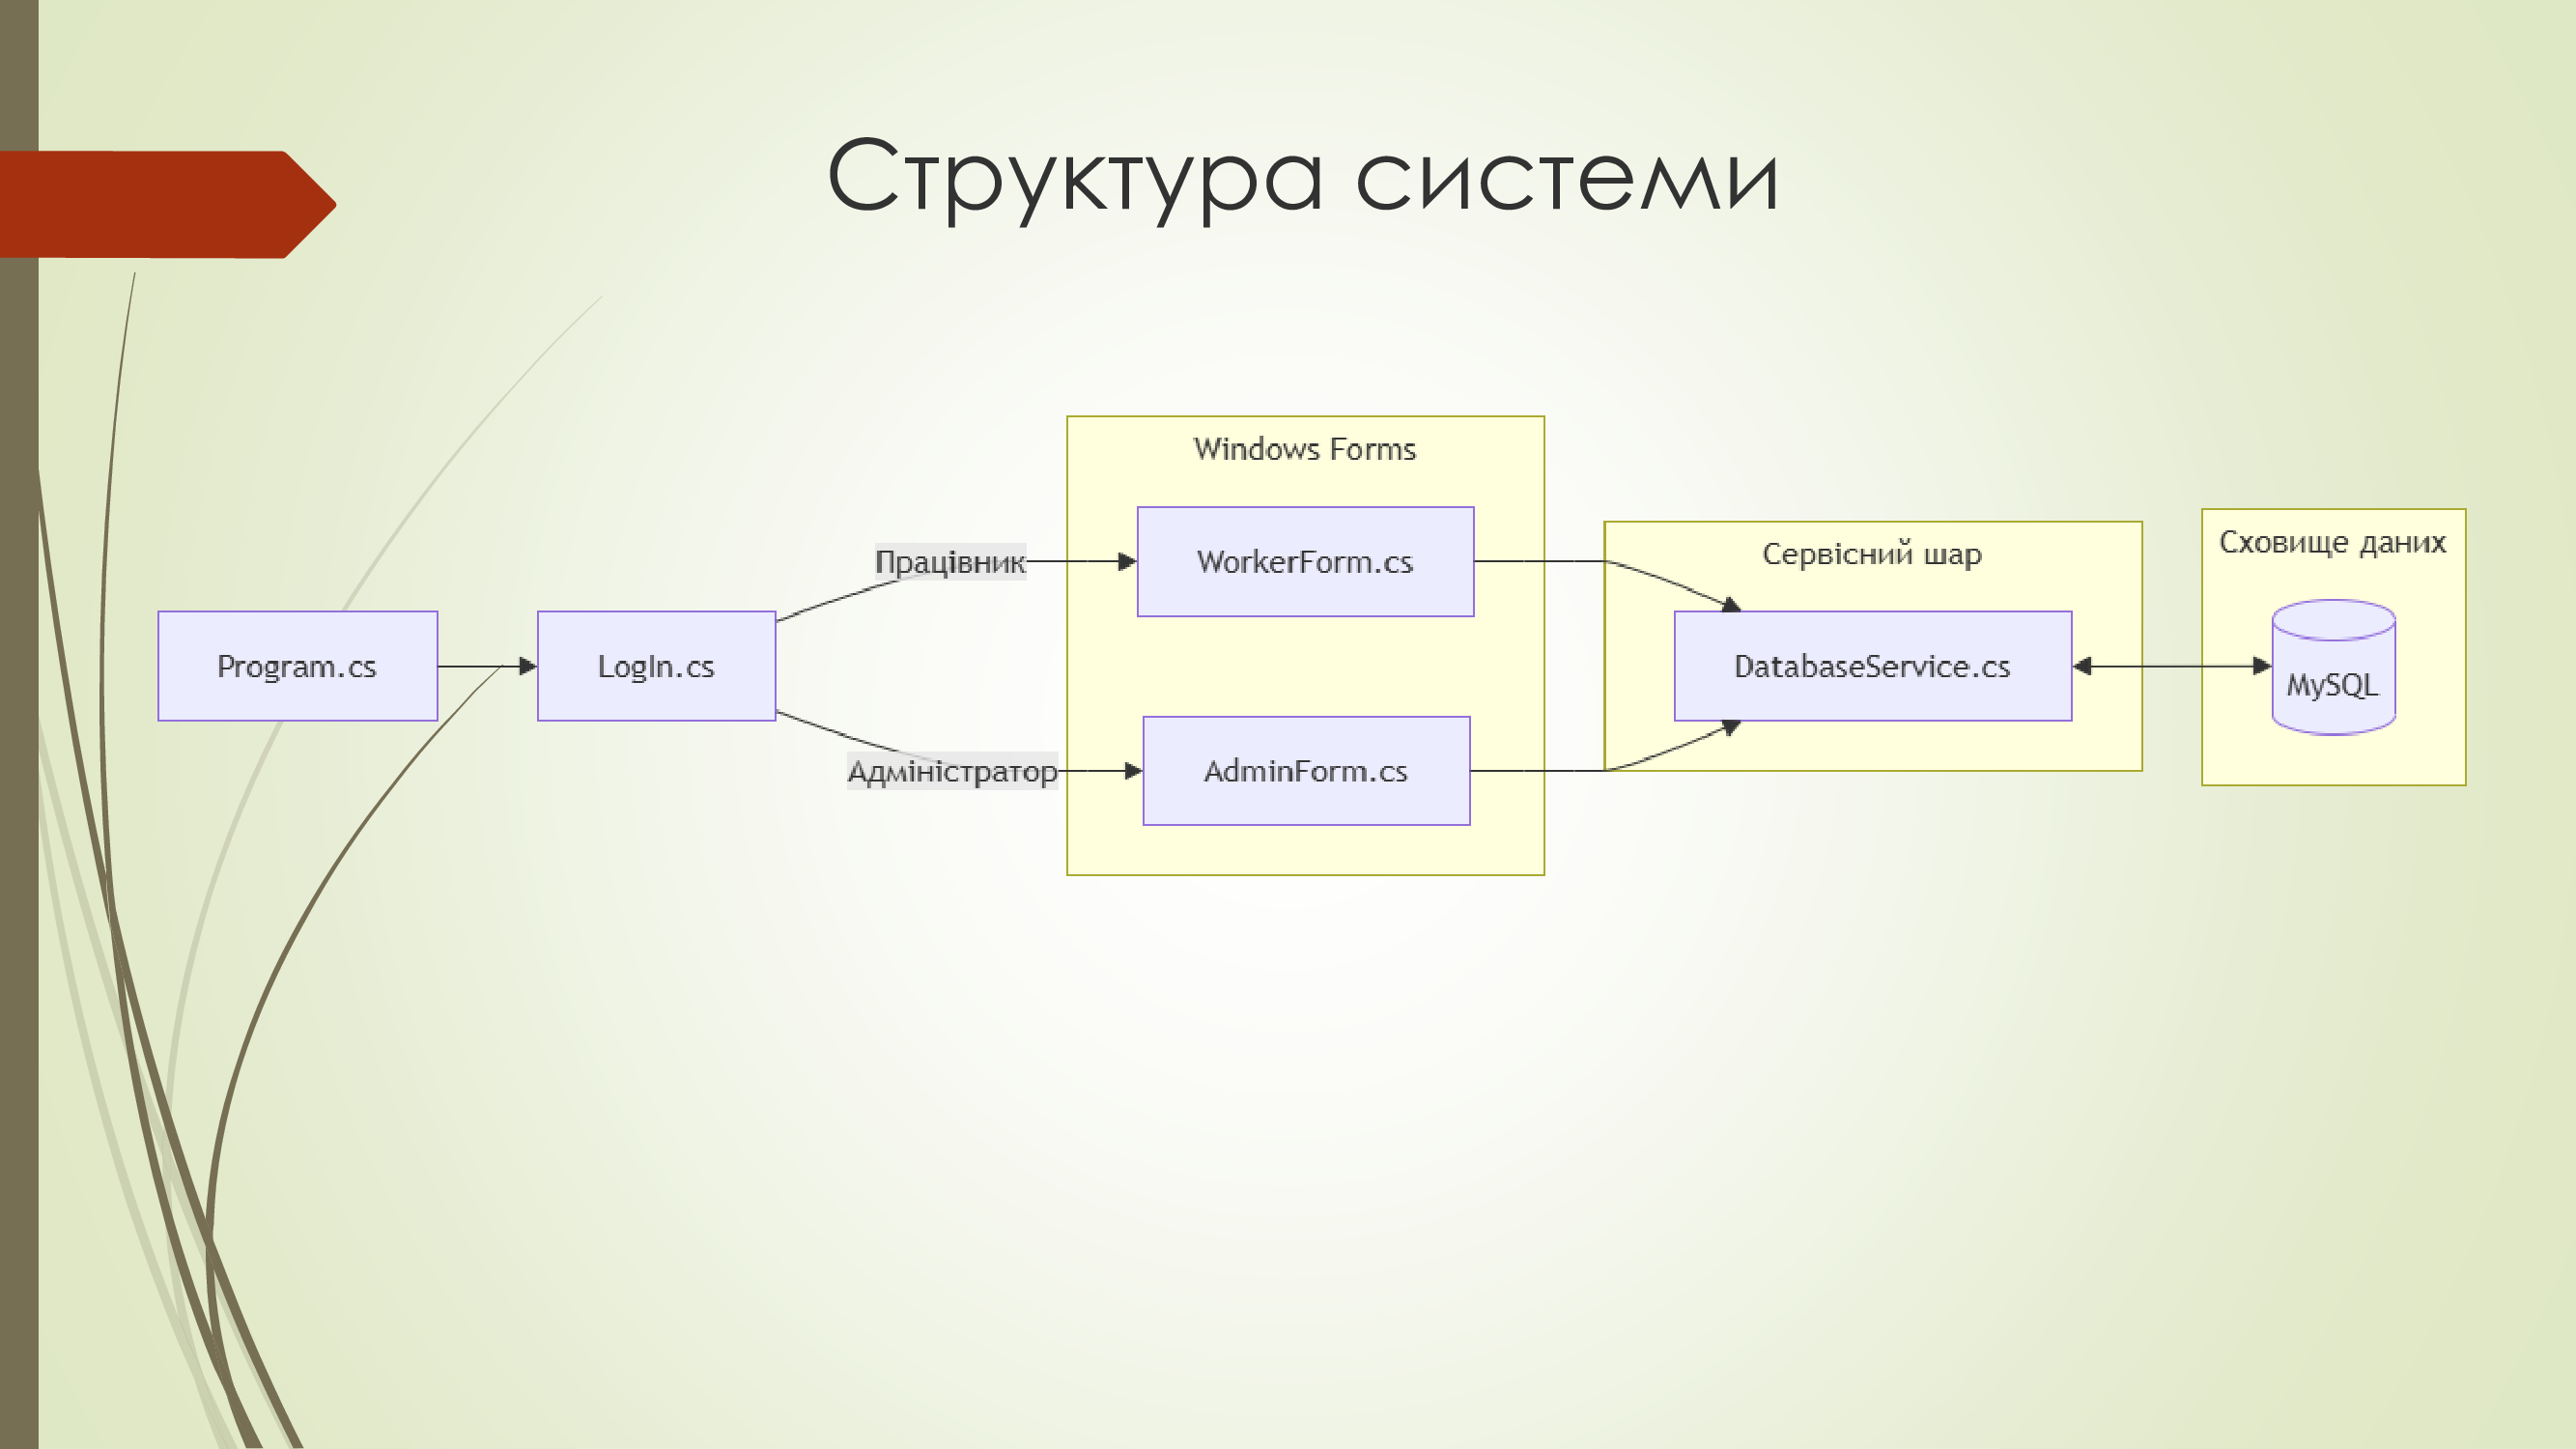 Структура системи
Program.cs
LogIn.cs
Працівник
Адміністратор
Windows Forms
WorkerForm.cs
AdminForm.cs
Сервісний шар
DatabaseService.cs
Сховище даних
MySQL